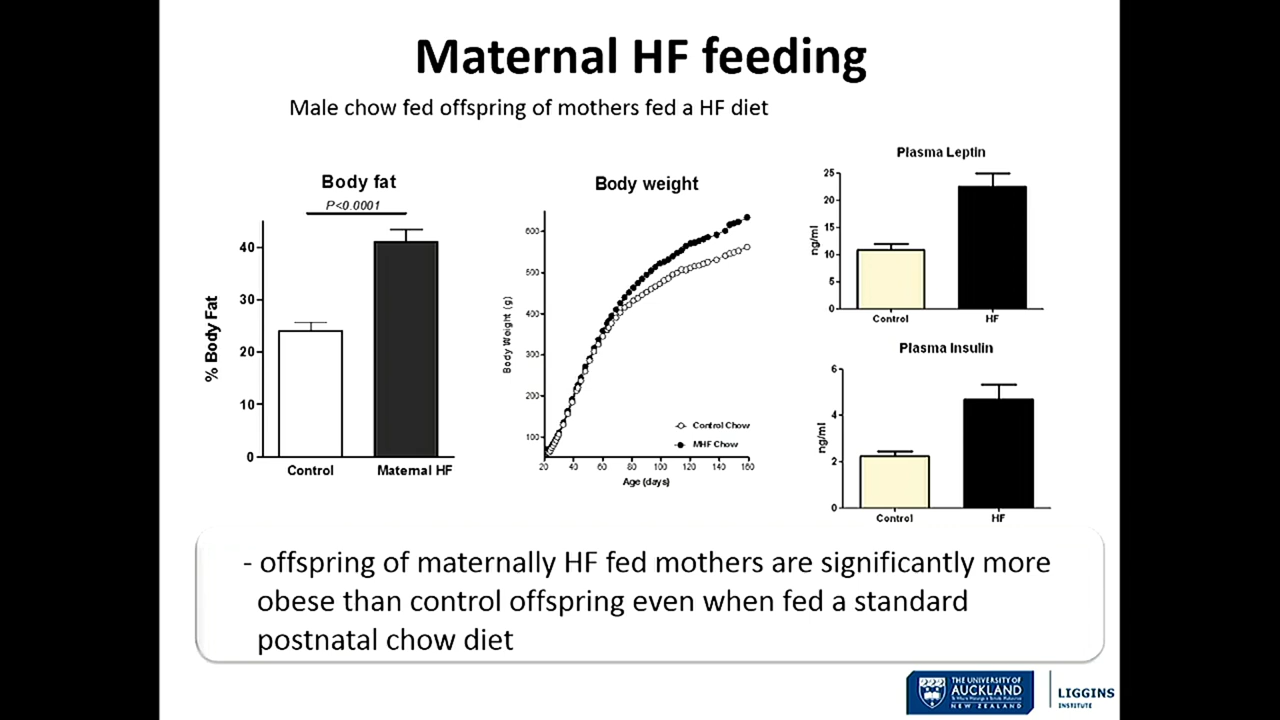 Maternal HF feeding
Male chow fed offspring of mothers fed a HF diet
Body fat
P<0.0001
% Body Fat
40
30
20
10
0
Control
Maternal HF
Body weight
Body Weight (g)
600
500
400
300
200
100
20 40 60 80 100 120 140 160
Age (days)
Control Chow
MHF Chow
Plasma Leptin
ng/ml
25
20
15
10
5
0
Control
HF
Plasma Insulin
ng/ml
6
4
2
0
Control
HF
- offspring of maternally HF fed mothers are significantly more
obese than control offspring even when fed a standard
postnatal chow diet
THE UNIVERSITY OF
AUCKLAND
NEW ZEALAND
LIGGINS
INSTITUTE